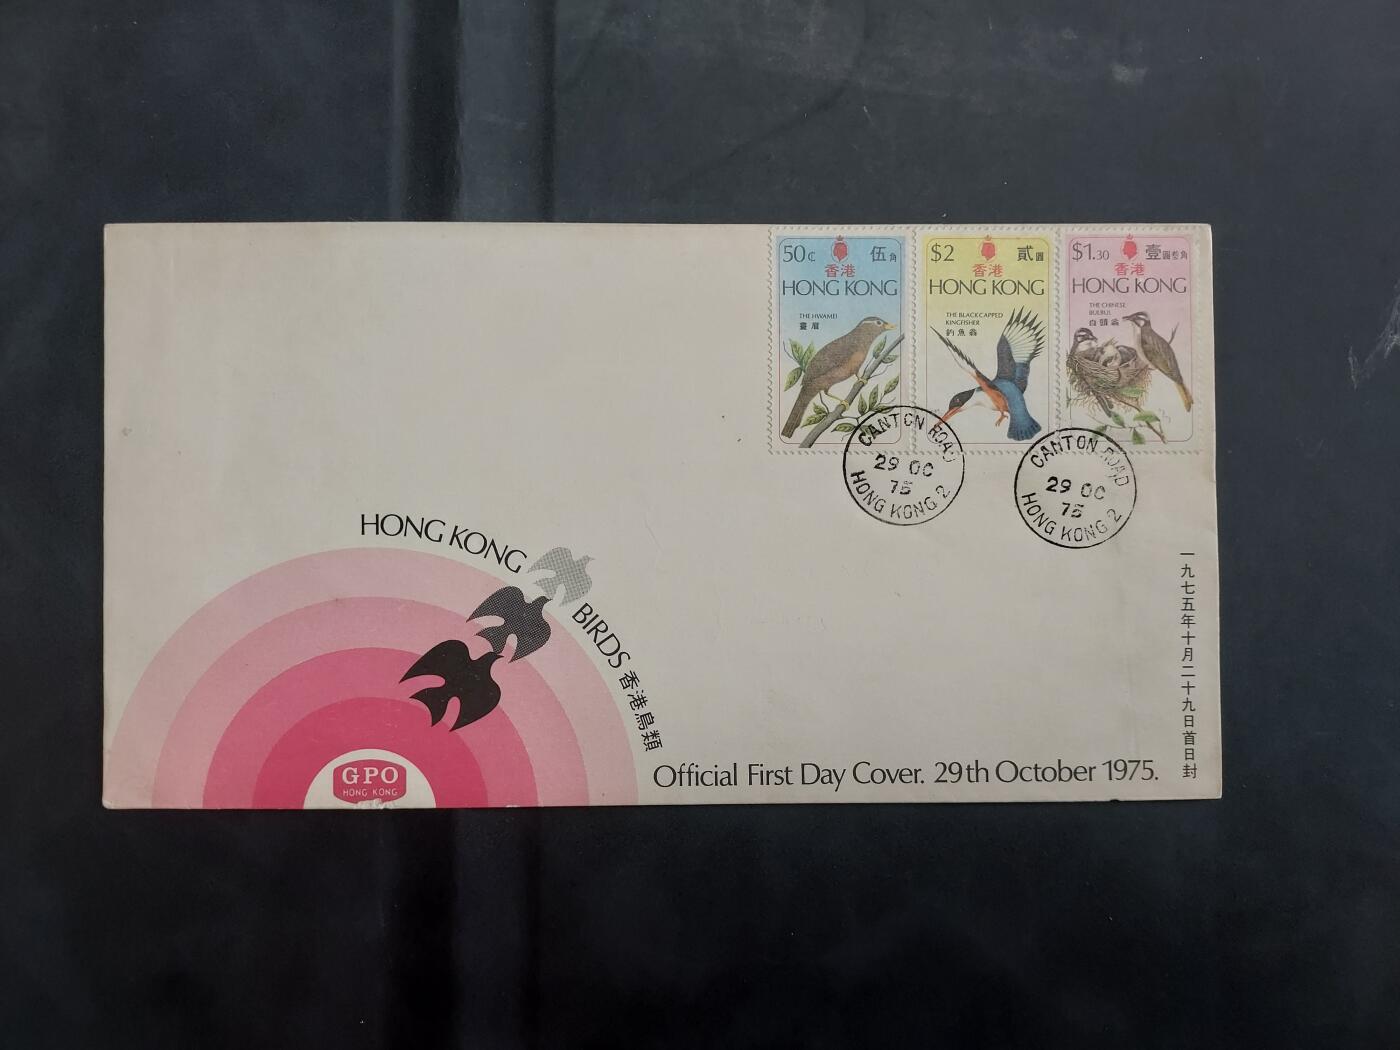 50¢ 伍角
香港
HONG KONG
THE HWAMEI
畫眉
$2 貳圓
香港
HONG KONG
THE BLACK CAPPED
KINGFISHER
釣魚翁
$1.30 壹圓叁角
香港
HONG KONG
THE CHINESE
BULBUL
白頭翁
CANTON ROAD
29 OC
75
HONG KONG 2
CANTON ROAD
29 OC
75
HONG KONG 2
HONG KONG BIRDS 香港鳥類
GPO
HONG KONG
Official First Day Cover. 29th October 1975.
一九七五年十月二十九日首日封